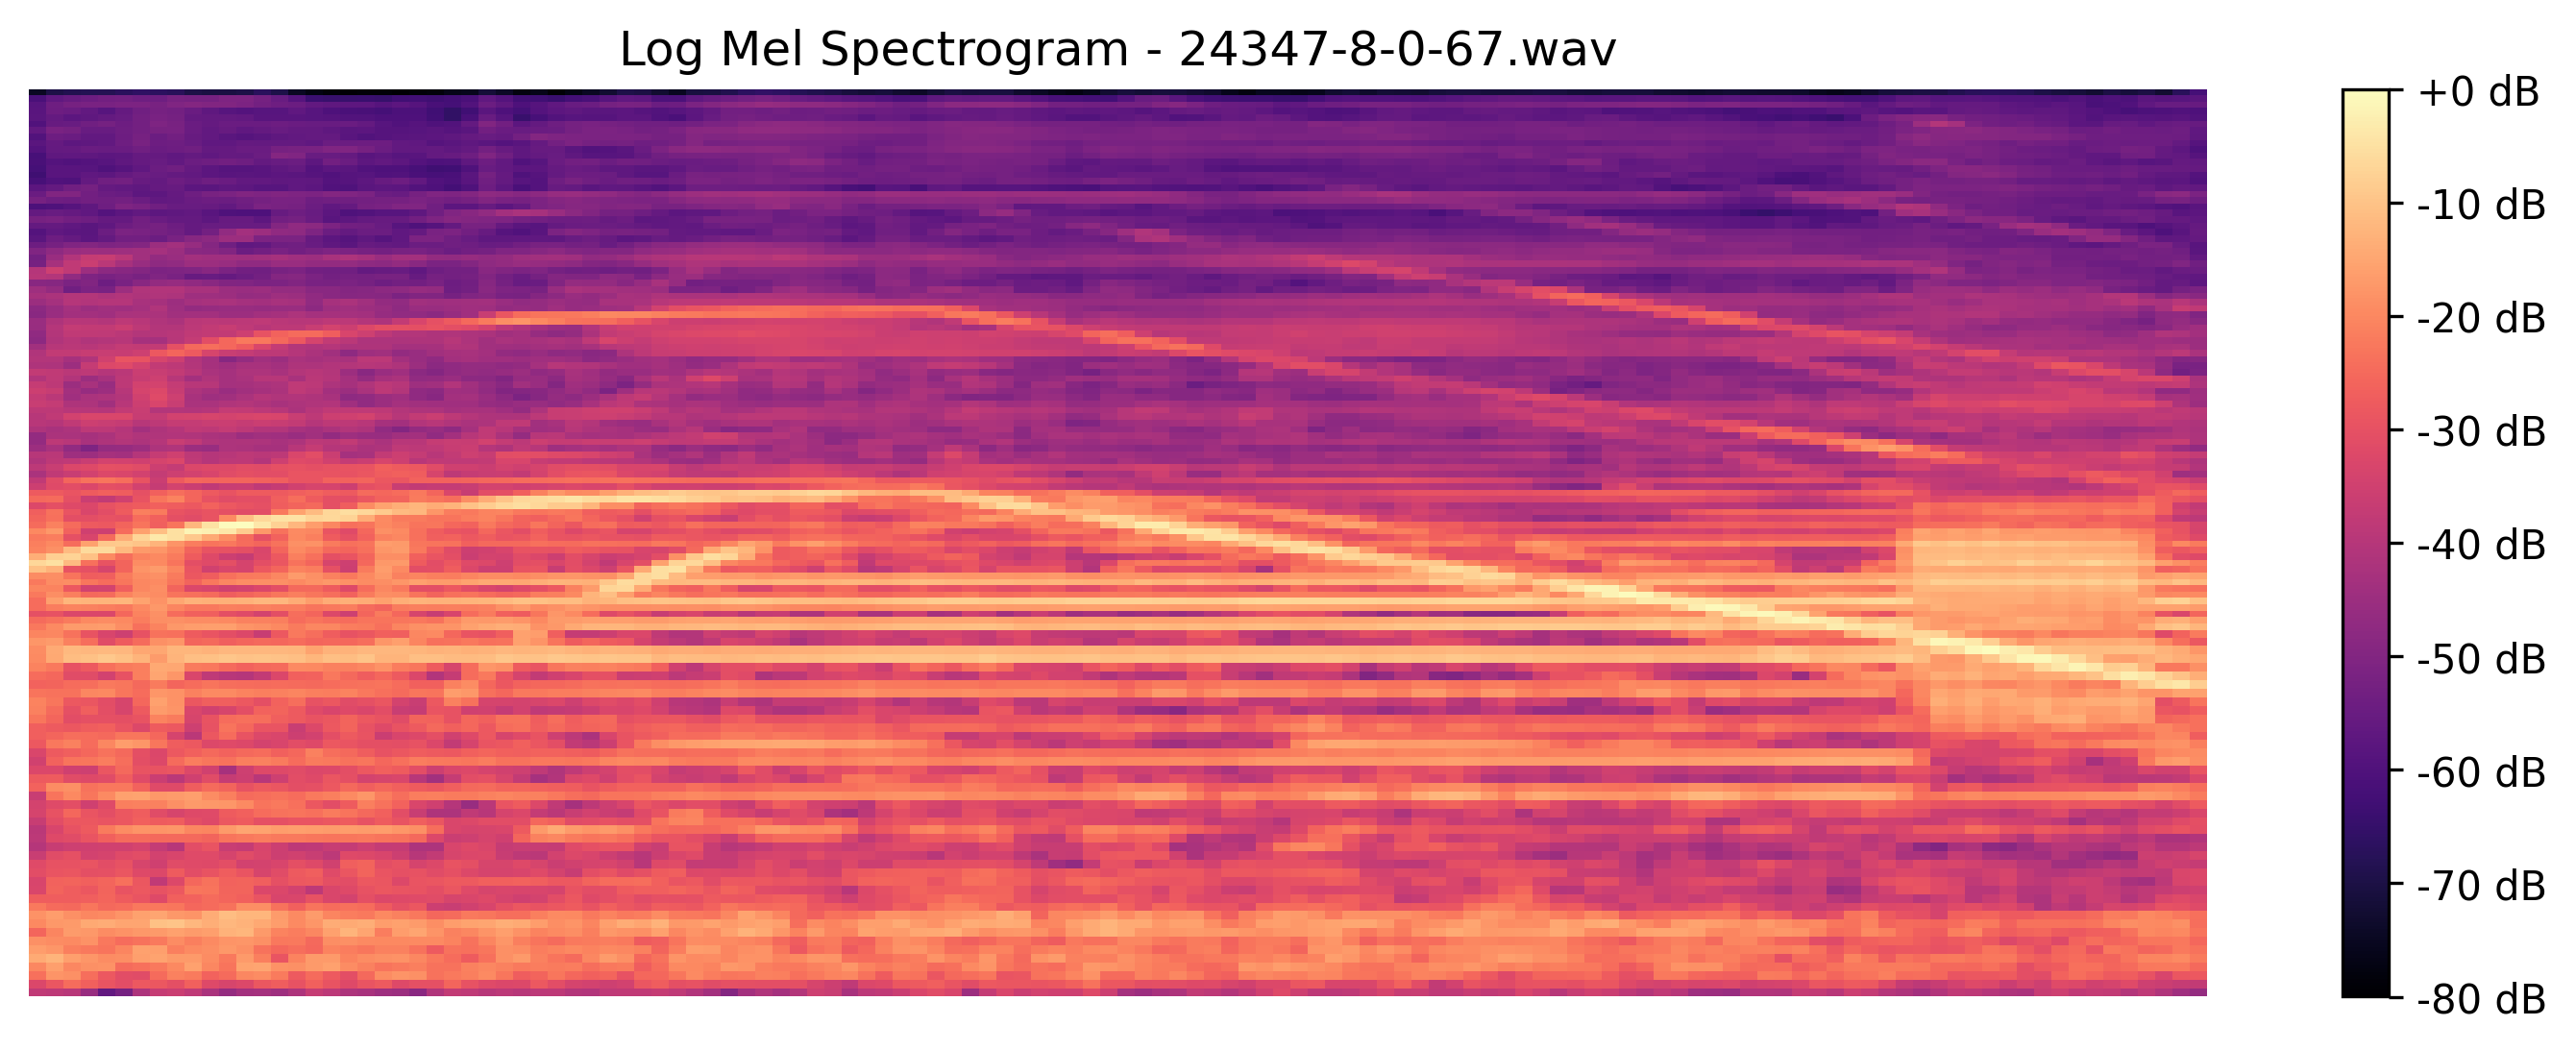 Log Mel Spectrogram - 24347-8-0-67.wav
+0 dB
-10 dB
-20 dB
-30 dB
-40 dB
-50 dB
-60 dB
-70 dB
-80 dB